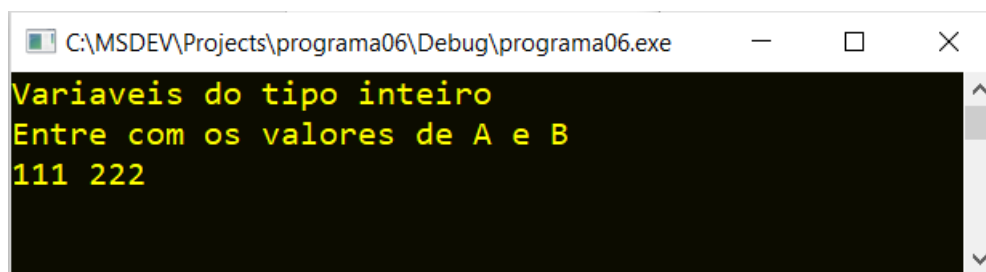 C:\MSDEV\Projects\programa06\Debug\programa06.exe
Variaveis do tipo inteiro
Entre com os valores de A e B
111 222